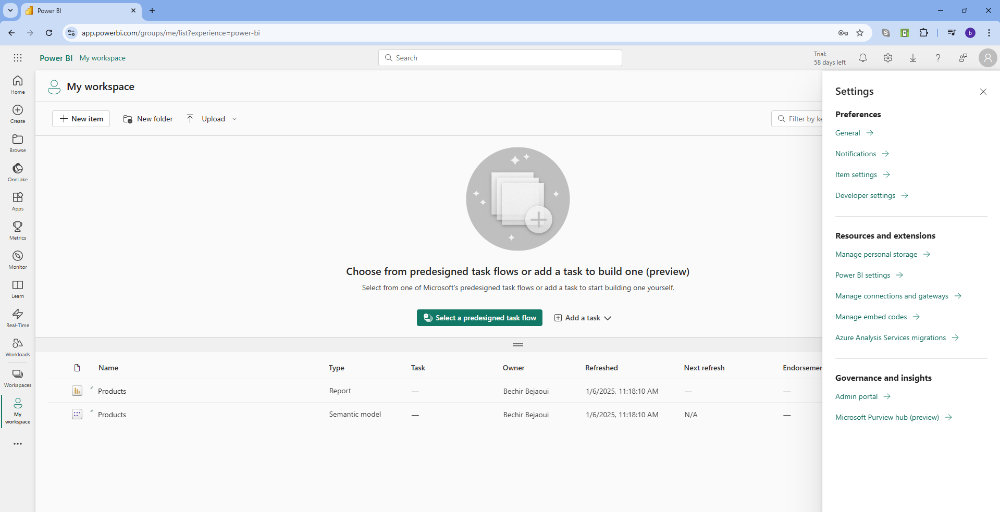 Power BI
app.powerbi.com/groups/me/list?experience=power-bi
S
b
Power BI My workspace
Search
Trial:
58 days left
Home
Create
Browse
OneLake
Apps
Metrics
Monitor
Learn
Real-Time
Workloads
Workspaces
My
workspace
My workspace
New item
New folder
Upload
Filter by ke
Choose from predesigned task flows or add a task to build one (preview)
Select from one of Microsoft's predesigned task flows or add a task to start building one yourself.
Select a predesigned task flow
Add a task
Name Type Task Owner Refreshed Next refresh Endorsemen
Products Report — Bechir Bejaoui 1/6/2025, 11:18:10 AM — —
Products Semantic model — Bechir Bejaoui 1/6/2025, 11:18:10 AM N/A —
Settings
Preferences
General
Notifications
Item settings
Developer settings
Resources and extensions
Manage personal storage
Power BI settings
Manage connections and gateways
Manage embed codes
Azure Analysis Services migrations
Governance and insights
Admin portal
Microsoft Purview hub (preview)